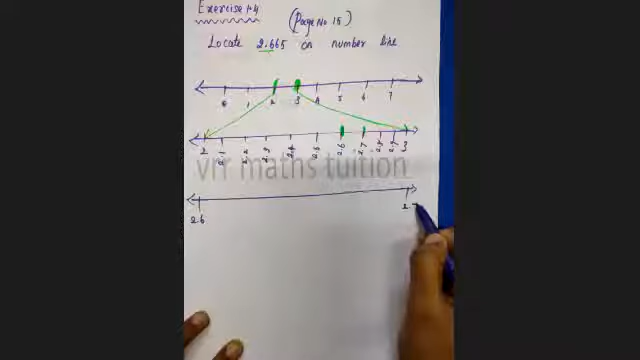 Exercise 1.4
(Page No 15)
Locate 2.665 on number line
0 1 2 3 4 5 6 7
2 2.1 2.2 2.3 2.4 2.5 2.6 2.7 2.8 2.9 3
vrr maths tuition
2.6 2.7